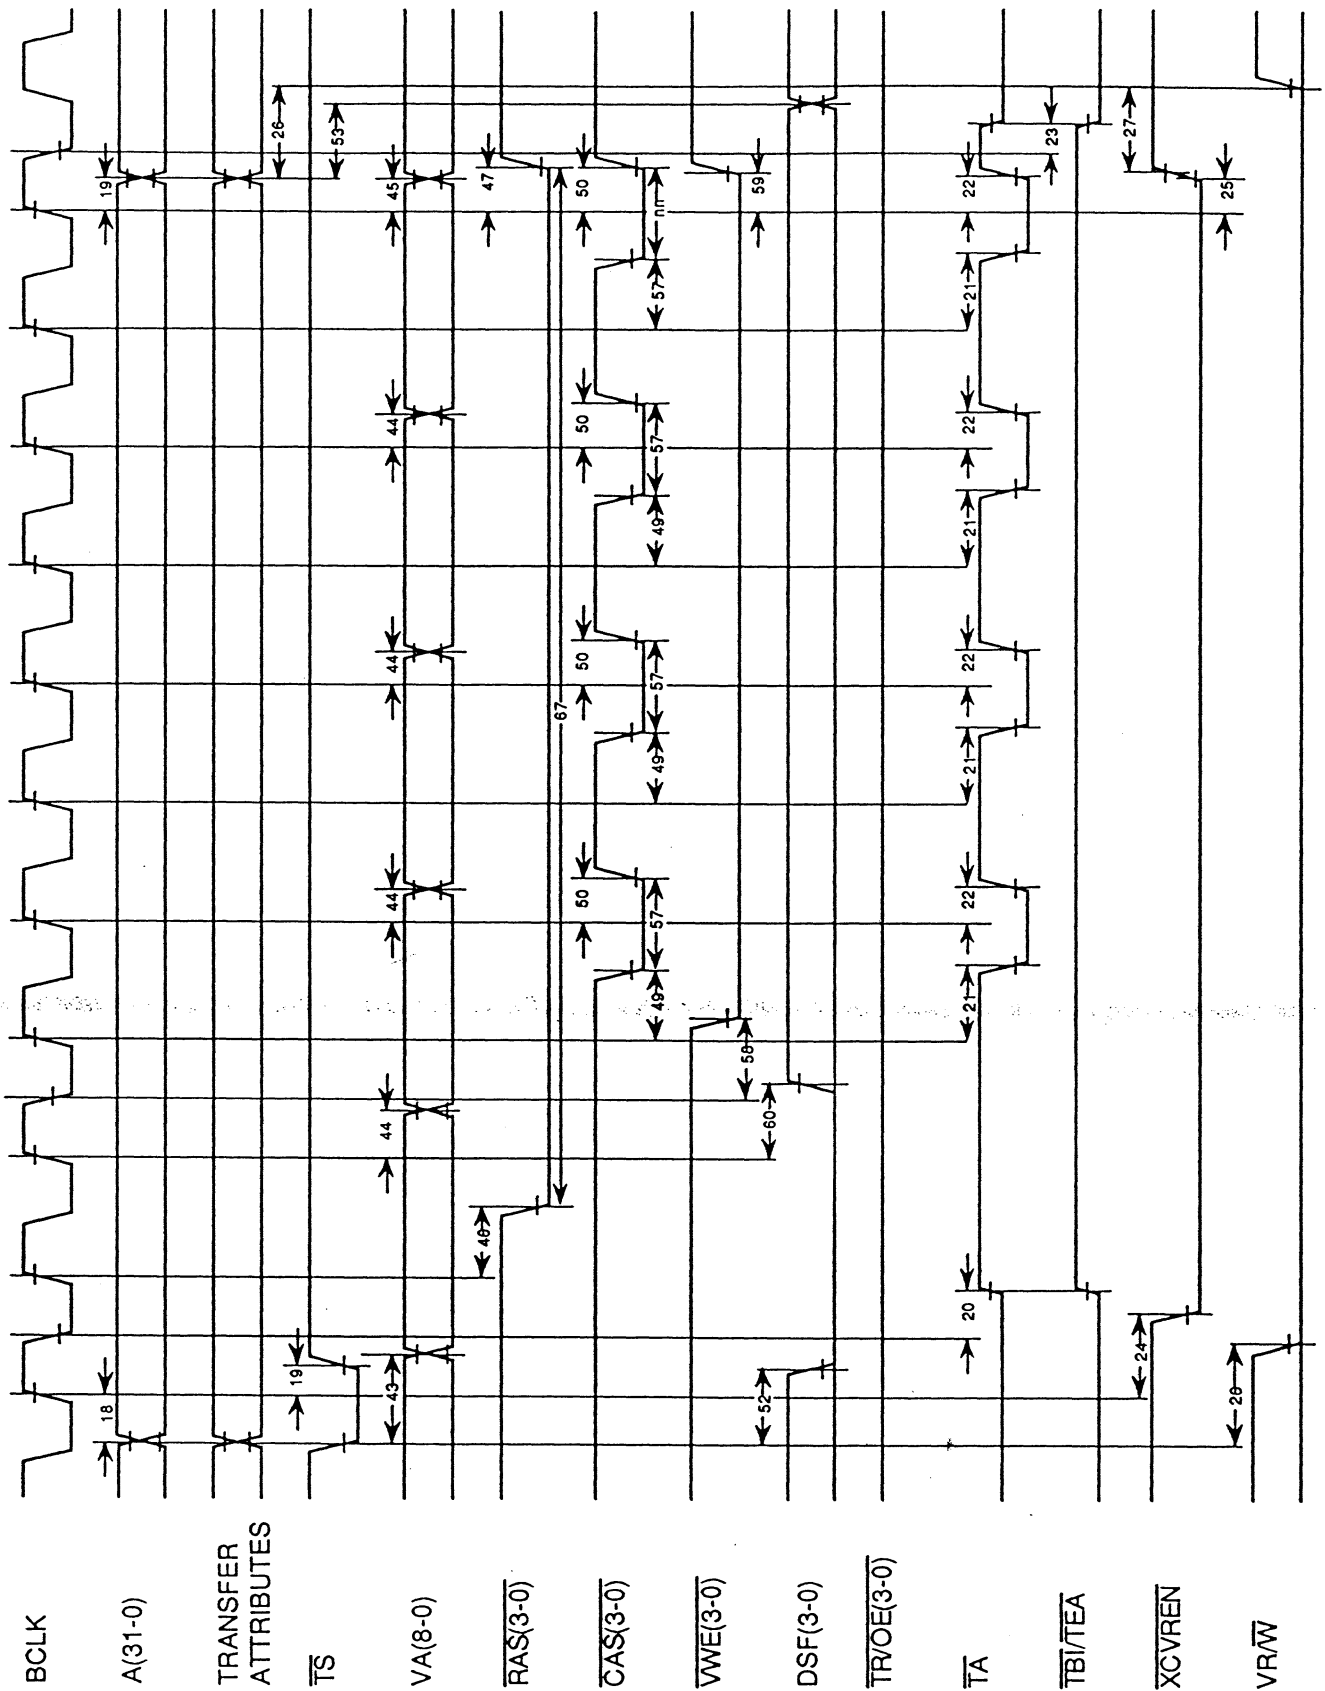 BCLK
A(31-0) 18 19
TRANSFER
ATTRIBUTES
26
TS 19
53
VA(8-0) 43 44 44 44 44 45
RAS(3-0) 47
67
CAS(3-0) 50 50 50 50
49 57 49 57 49 57 57 nn
VWE(3-0) 58 59
DSF(3-0) 52 60
TR/OE(3-0)
TA 20 21 22 21 22 21 22 21 22
TBI/TEA 23
XCVREN 24 27
25
VR/W 28